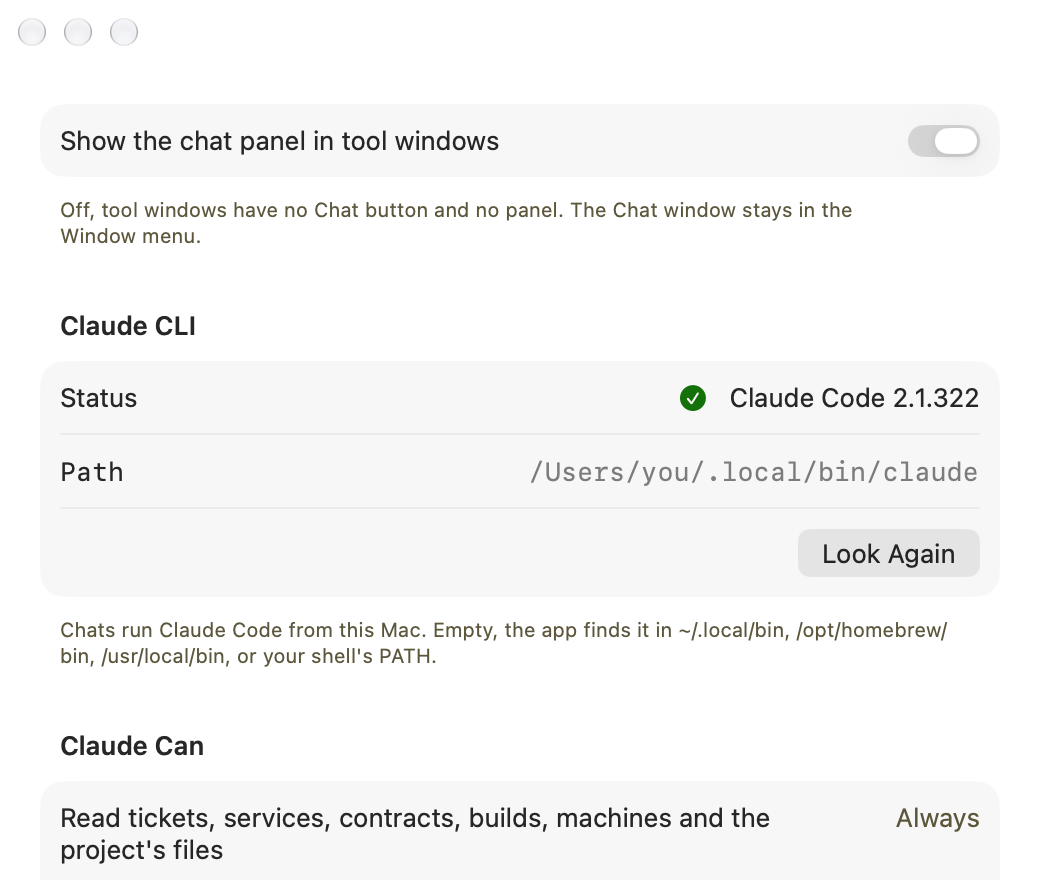 Show the chat panel in tool windows
Off, tool windows have no Chat button and no panel. The Chat window stays in the
Window menu.
Claude CLI
Status
Claude Code 2.1.322
Path
/Users/you/.local/bin/claude
Look Again
Chats run Claude Code from this Mac. Empty, the app finds it in ~/.local/bin, /opt/homebrew/
bin, /usr/local/bin, or your shell's PATH.
Claude Can
Read tickets, services, contracts, builds, machines and the
project's files
Always